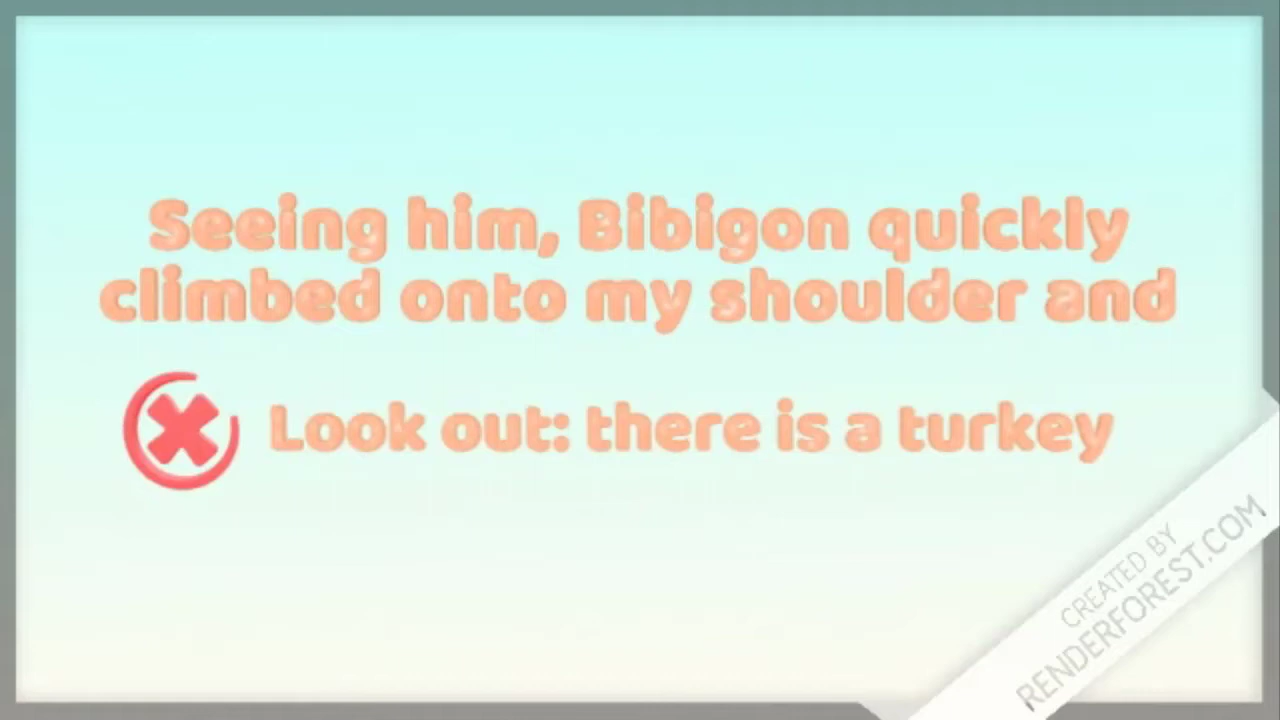 Seeing him, Bibigon quickly
climbed onto my shoulder and
Look out: there is a turkey
CREATED BY
RENDERFOREST.COM